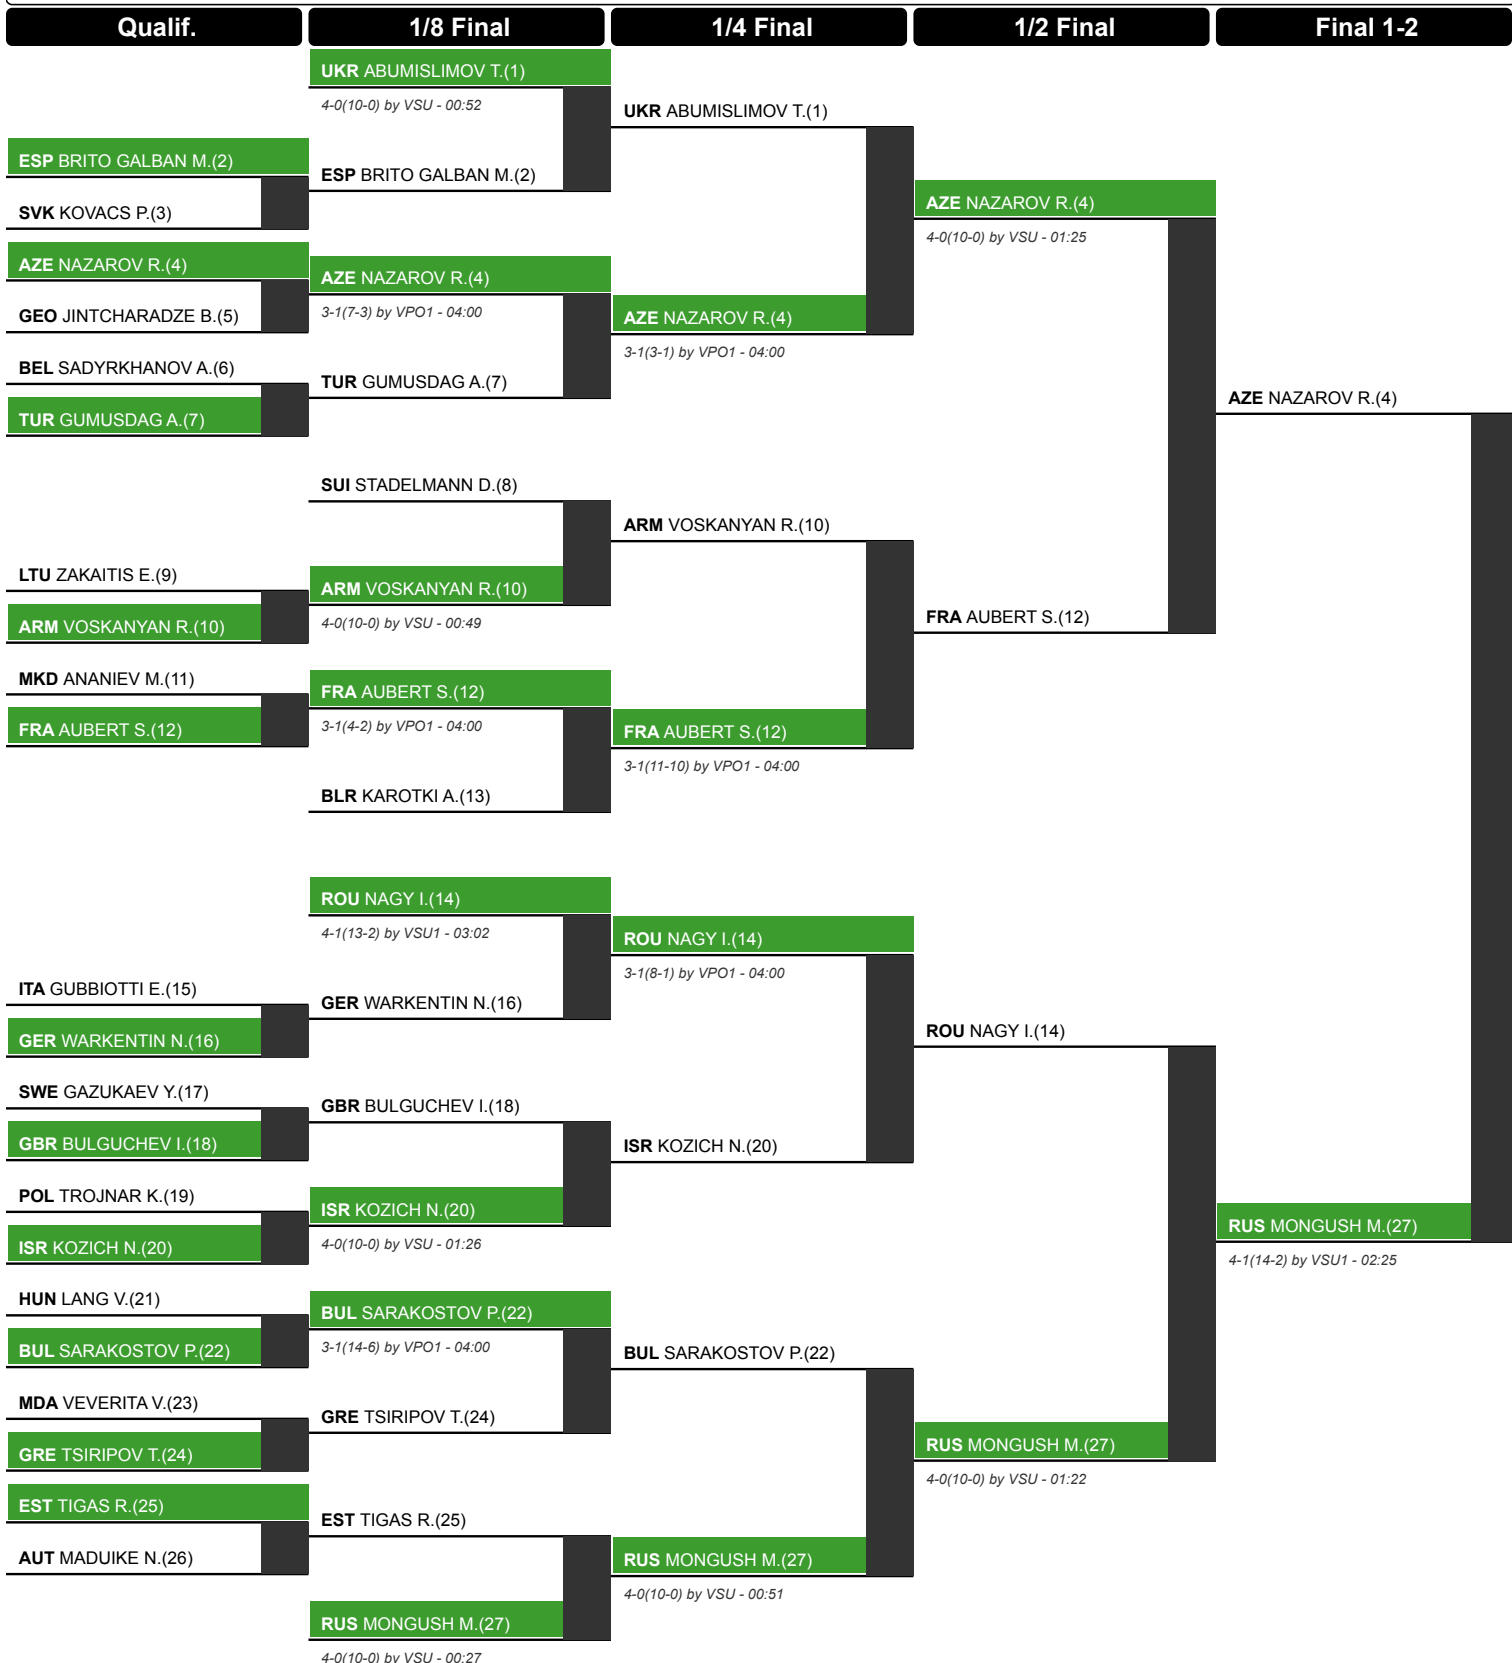 Qualif.
1/8 Final
1/4 Final
1/2 Final
Final 1-2
ESP BRITO GALBAN M.(2)
SVK KOVACS P.(3)
AZE NAZAROV R.(4)
GEO JINTCHARADZE B.(5)
BEL SADYRKHANOV A.(6)
TUR GUMUSDAG A.(7)
LTU ZAKAITIS E.(9)
ARM VOSKANYAN R.(10)
MKD ANANIEV M.(11)
FRA AUBERT S.(12)
ITA GUBBIOTTI E.(15)
GER WARKENTIN N.(16)
SWE GAZUKAEV Y.(17)
GBR BULGUCHEV I.(18)
POL TROJNAR K.(19)
ISR KOZICH N.(20)
HUN LANG V.(21)
BUL SARAKOSTOV P.(22)
MDA VEVERITA V.(23)
GRE TSIRIPOV T.(24)
EST TIGAS R.(25)
AUT MADUIKE N.(26)
UKR ABUMISLIMOV T.(1)
4-0(10-0) by VSU - 00:52
ESP BRITO GALBAN M.(2)
AZE NAZAROV R.(4)
3-1(7-3) by VPO1 - 04:00
TUR GUMUSDAG A.(7)
SUI STADELMANN D.(8)
ARM VOSKANYAN R.(10)
4-0(10-0) by VSU - 00:49
FRA AUBERT S.(12)
3-1(4-2) by VPO1 - 04:00
BLR KAROTKI A.(13)
ROU NAGY I.(14)
4-1(13-2) by VSU1 - 03:02
GER WARKENTIN N.(16)
GBR BULGUCHEV I.(18)
ISR KOZICH N.(20)
4-0(10-0) by VSU - 01:26
BUL SARAKOSTOV P.(22)
3-1(14-6) by VPO1 - 04:00
GRE TSIRIPOV T.(24)
EST TIGAS R.(25)
RUS MONGUSH M.(27)
4-0(10-0) by VSU - 00:27
UKR ABUMISLIMOV T.(1)
AZE NAZAROV R.(4)
3-1(3-1) by VPO1 - 04:00
ARM VOSKANYAN R.(10)
FRA AUBERT S.(12)
3-1(11-10) by VPO1 - 04:00
ROU NAGY I.(14)
3-1(8-1) by VPO1 - 04:00
ISR KOZICH N.(20)
BUL SARAKOSTOV P.(22)
RUS MONGUSH M.(27)
4-0(10-0) by VSU - 00:51
AZE NAZAROV R.(4)
4-0(10-0) by VSU - 01:25
FRA AUBERT S.(12)
ROU NAGY I.(14)
RUS MONGUSH M.(27)
4-0(10-0) by VSU - 01:22
AZE NAZAROV R.(4)
RUS MONGUSH M.(27)
4-1(14-2) by VSU1 - 02:25